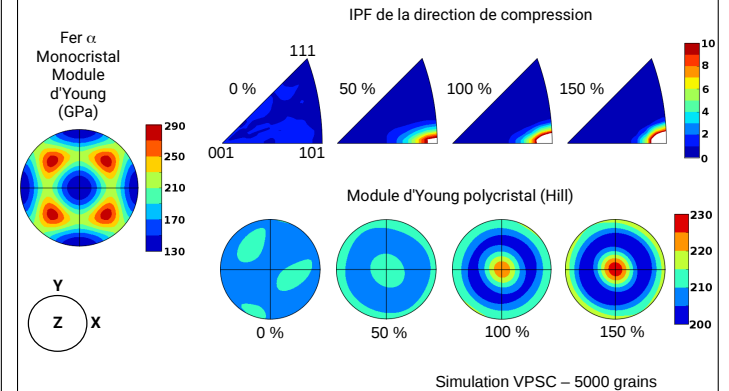 IPF de la direction de compression
Fer α
Monocristal
Module
d'Young
(GPa)
290
250
210
170
130
111
0 %
50 %
100 %
150 %
001
101
10
8
6
4
2
0
Module d'Young polycristal (Hill)
230
220
210
200
0 %
50 %
100 %
150 %
Y
Z
X
Simulation VPSC – 5000 grains